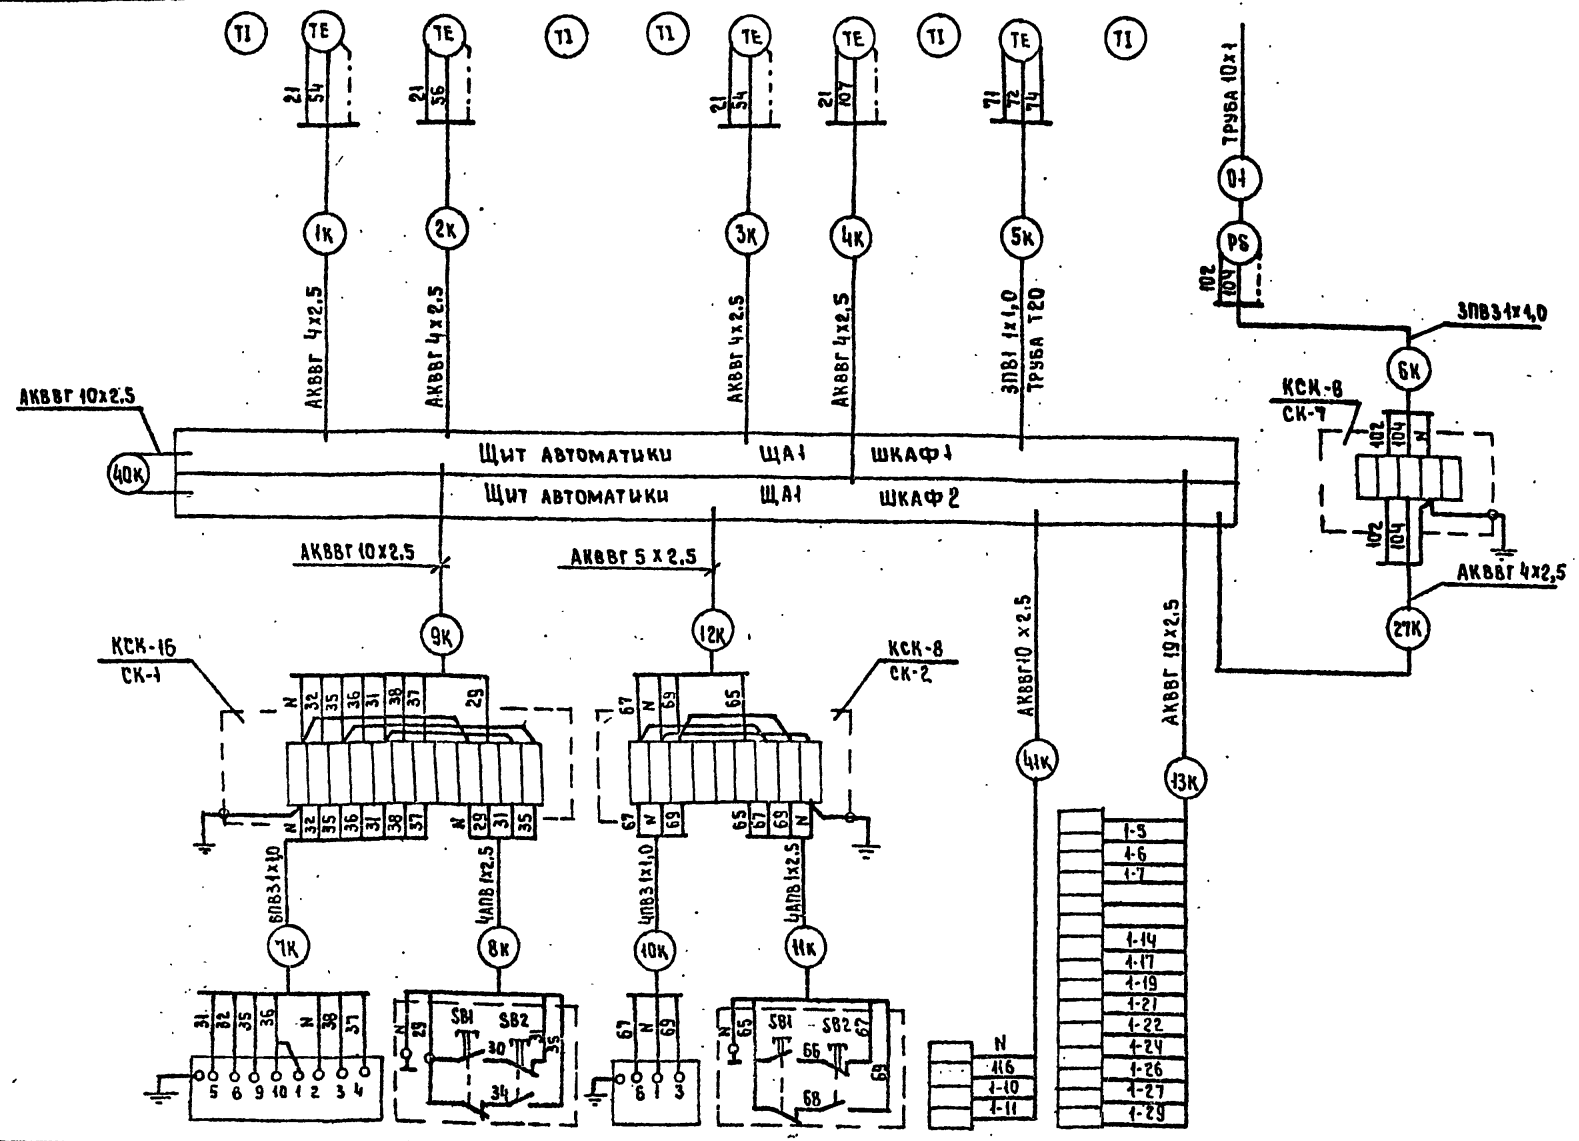 TI TE TE TI TI TE TE TI TE TI
21 54
21 56
21 54
21 107
71 72 74
ТРУБА 10х1
01
PS
102 104
1К 2К 3К 4К 5К
АКВВГ 4х2.5
АКВВГ 4х2.5
АКВВГ 4х2.5
АКВВГ 4х2,5
3ПВ1 1х1,0
ТРУБА Т20
3ПВ3 1х1,0
6К
КСК-8
СК-7
102 104 N
102 104
АКВВГ 4х2,5
27К
АКВВГ 10х2.5
40К
ЩИТ АВТОМАТИКИ ЩА1 ШКАФ 1
ЩИТ АВТОМАТИКИ ЩА1 ШКАФ 2
АКВВГ 10х2.5
АКВВГ 5 х 2.5
9К
12К
АКВВГ10 х 2.5
АКВВГ 19х2.5
КСК-16
СК-1
КСК-8
СК-2
N 32 35 36 31 38 37 29
67 N 69 65
41К
13К
N 32 35 36 31 38 37 N 29 31 35
67 N 69 65 67 69 N
6ПВ3 1х1,0
4АПВ 1х2,5
4ПВ3 1х1,0
4АПВ 1х2.5
7К 8К 10К 11К
31 32 35 36 N 38 37
5 6 9 10 1 2 3 4
N 29 SB1 SB2 31 35
30
34
67 N 69
6 1 3
N 65 SB1 SB2 67 69
66
68
N
116
1-10
1-11
1-5
1-6
1-7
1-14
1-17
1-19
1-21
1-22
1-24
1-26
1-27
1-29